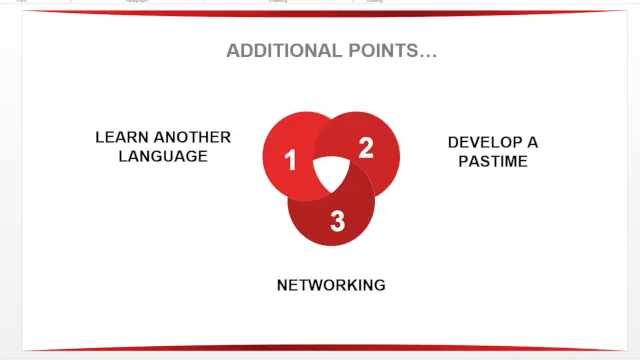 ADDITIONAL POINTS…
LEARN ANOTHER
LANGUAGE
1
2
DEVELOP A
PASTIME
3
NETWORKING